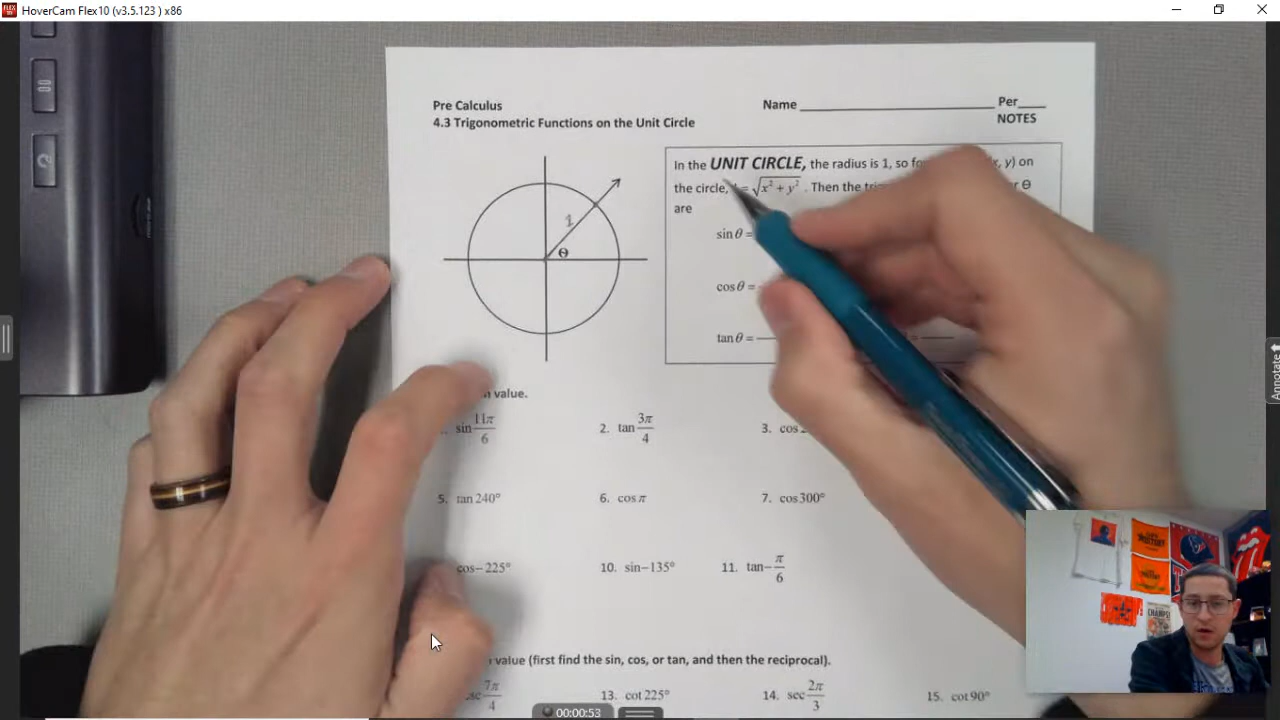 HoverCam Flex10 (v3.5.123 ) x86
Pre Calculus
Name Per
4.3 Trigonometric Functions on the Unit Circle
NOTES
In the UNIT CIRCLE, the radius is 1, so , y) on
the circle, = √x² + y² . Then the Θ
are
1
Θ
sin θ =
cos θ =
tan θ =
value.
sin 11π/6
2. tan 3π/4
3. cos
5. tan 240°
6. cos π
7. cos 300°
cos– 225°
10. sin–135°
11. tan– π/6
value (first find the sin, cos, or tan, and then the reciprocal).
7π/4
13. cot 225°
14. sec 2π/3
15. cot 90°
00:00:53
Annotate